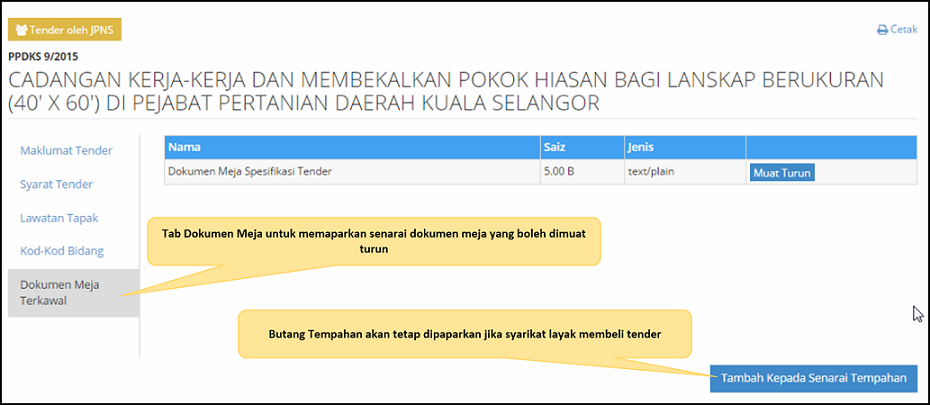 Tender oleh JPNS
Cetak
PPDKS 9/2015
CADANGAN KERJA-KERJA DAN MEMBEKALKAN POKOK HIASAN BAGI LANSKAP BERUKURAN
(40' X 60') DI PEJABAT PERTANIAN DAERAH KUALA SELANGOR
Maklumat Tender
Syarat Tender
Lawatan Tapak
Kod-Kod Bidang
Dokumen Meja
Terkawal
Nama Saiz Jenis
Dokumen Meja Spesifikasi Tender 5.00 B text/plain Muat Turun
Tab Dokumen Meja untuk memaparkan senarai dokumen meja yang boleh dimuat
turun
Butang Tempahan akan tetap dipaparkan jika syarikat layak membeli tender
Tambah Kepada Senarai Tempahan